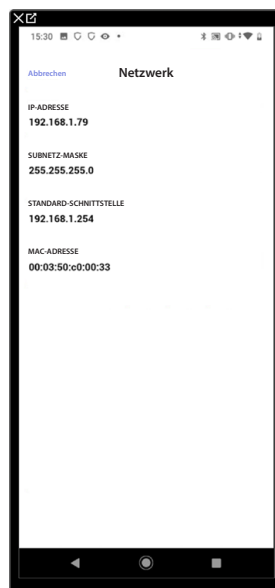 15:30
Abbrechen Netzwerk
IP-ADRESSE
192.168.1.79
SUBNETZ-MASKE
255.255.255.0
STANDARD-SCHNITTSTELLE
192.168.1.254
MAC-ADRESSE
00:03:50:c0:00:33